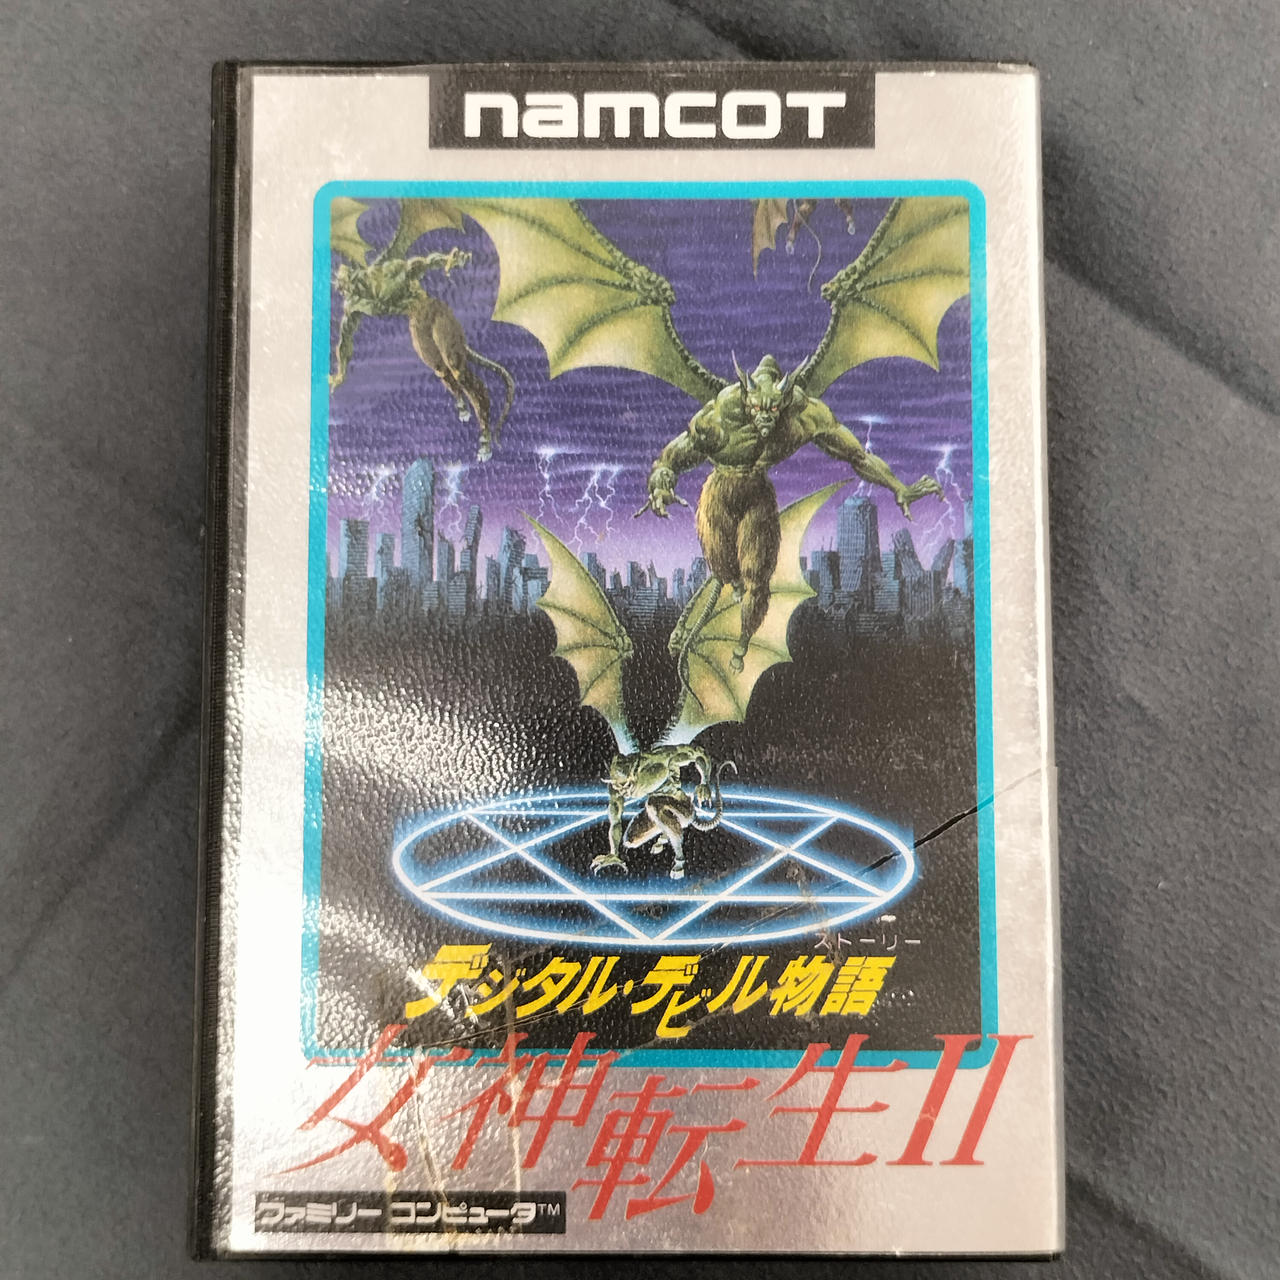 namcot
ストーリー
デジタル・デビル物語
女神転生II
ファミリーコンピュータ™